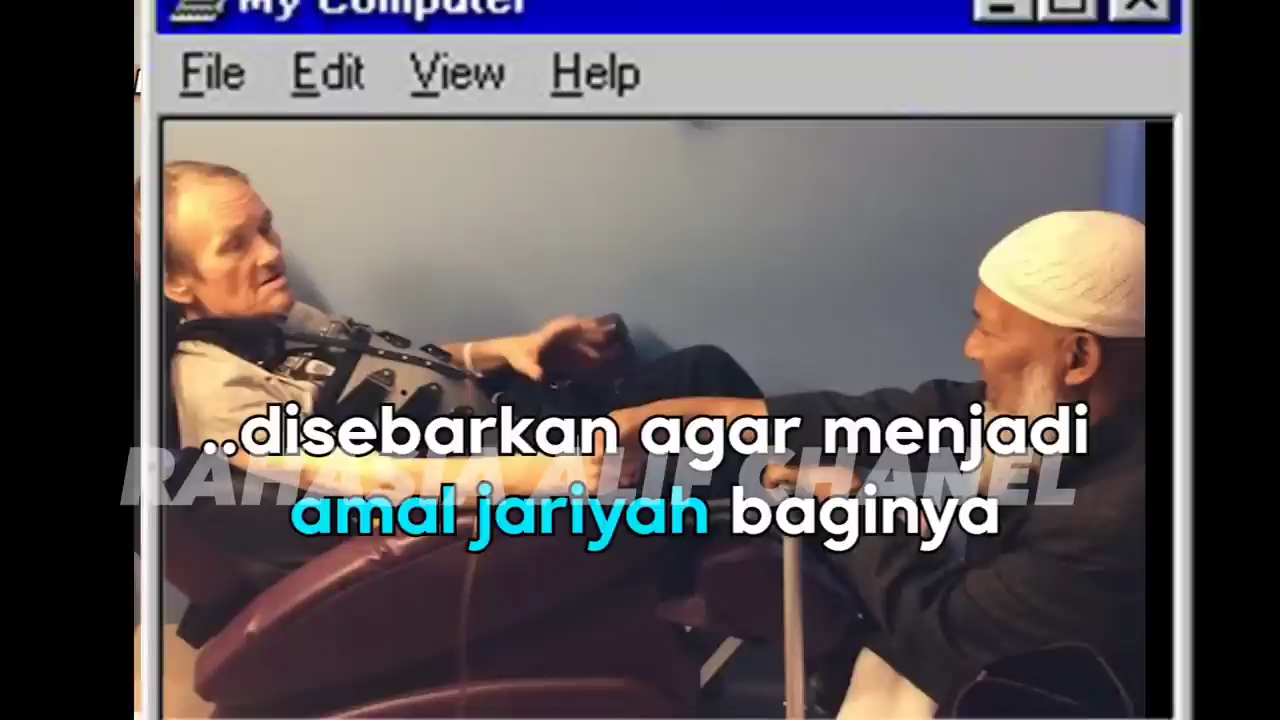 My Computer
File Edit View Help
..disebarkan agar menjadi
RAHASIA ALIF CHANEL
amal jariyah baginya